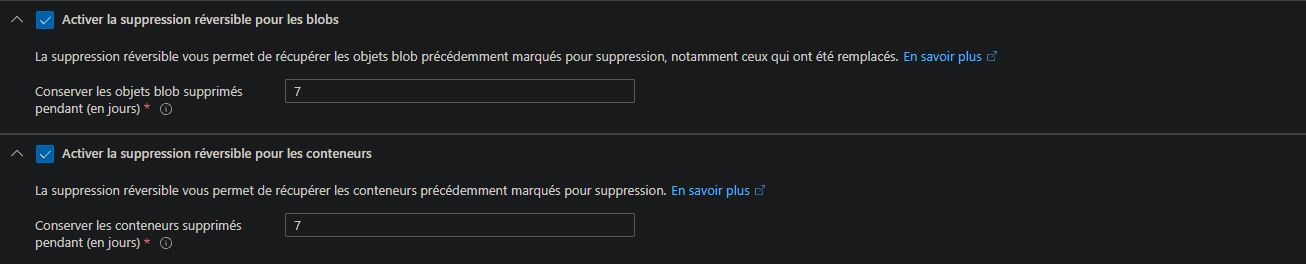 Activer la suppression réversible pour les blobs
La suppression réversible vous permet de récupérer les objets blob précédemment marqués pour suppression, notamment ceux qui ont été remplacés. En savoir plus
Conserver les objets blob supprimés
pendant (en jours) *
7
Activer la suppression réversible pour les conteneurs
La suppression réversible vous permet de récupérer les conteneurs précédemment marqués pour suppression. En savoir plus
Conserver les conteneurs supprimés
pendant (en jours) *
7